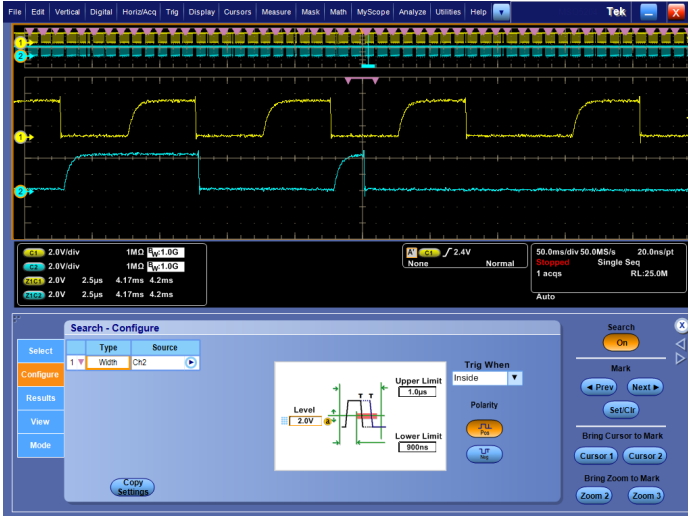 File Edit Vertical Digital Horiz/Acq Trig Display Cursors Measure Mask Math MyScope Analyze Utilities Help Tek X
1
2
1
2
C1 2.0V/div 1MΩ BW:1.0G
C2 2.0V/div 1MΩ BW:1.0G
Z1C1 2.0V 2.5µs 4.17ms 4.2ms
Z1C2 2.0V 2.5µs 4.17ms 4.2ms
A' C1 2.4V
None Normal
50.0ms/div 50.0MS/s 20.0ns/pt
Stopped Single Seq
1 acqs RL:25.0M
Auto
Search - Configure
Select
Configure
Results
View
Mode
Type Source
1 Width Ch2
Copy
Settings
Level
2.0V
a
T T
Upper Limit
1.0µs
Lower Limit
900ns
Trig When
Inside
Polarity
Pos
Neg
Search
On
X
Mark
Prev Next
Set/Clr
Bring Cursor to Mark
Cursor 1 Cursor 2
Bring Zoom to Mark
Zoom 2 Zoom 3